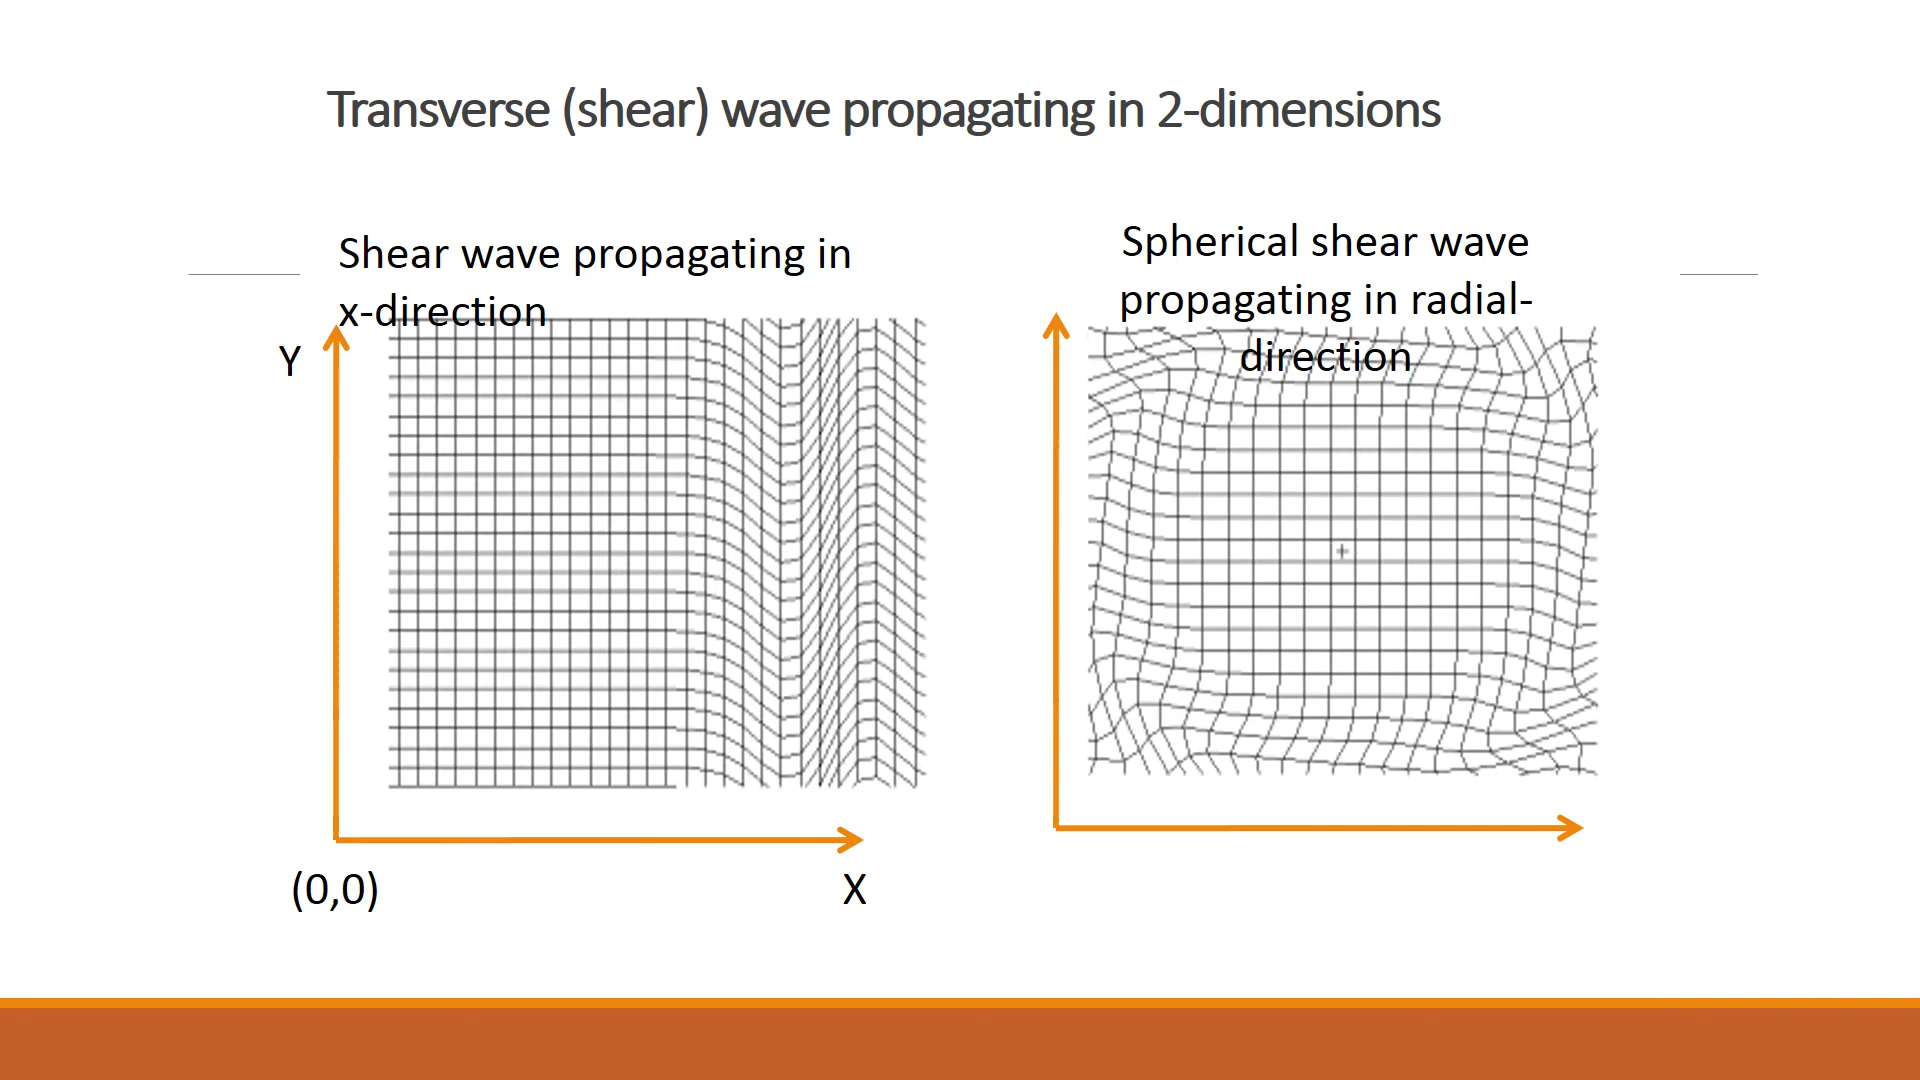 Transverse (shear) wave propagating in 2-dimensions
Shear wave propagating in
x-direction
Y
(0,0)
X
Spherical shear wave
propagating in radial-
direction